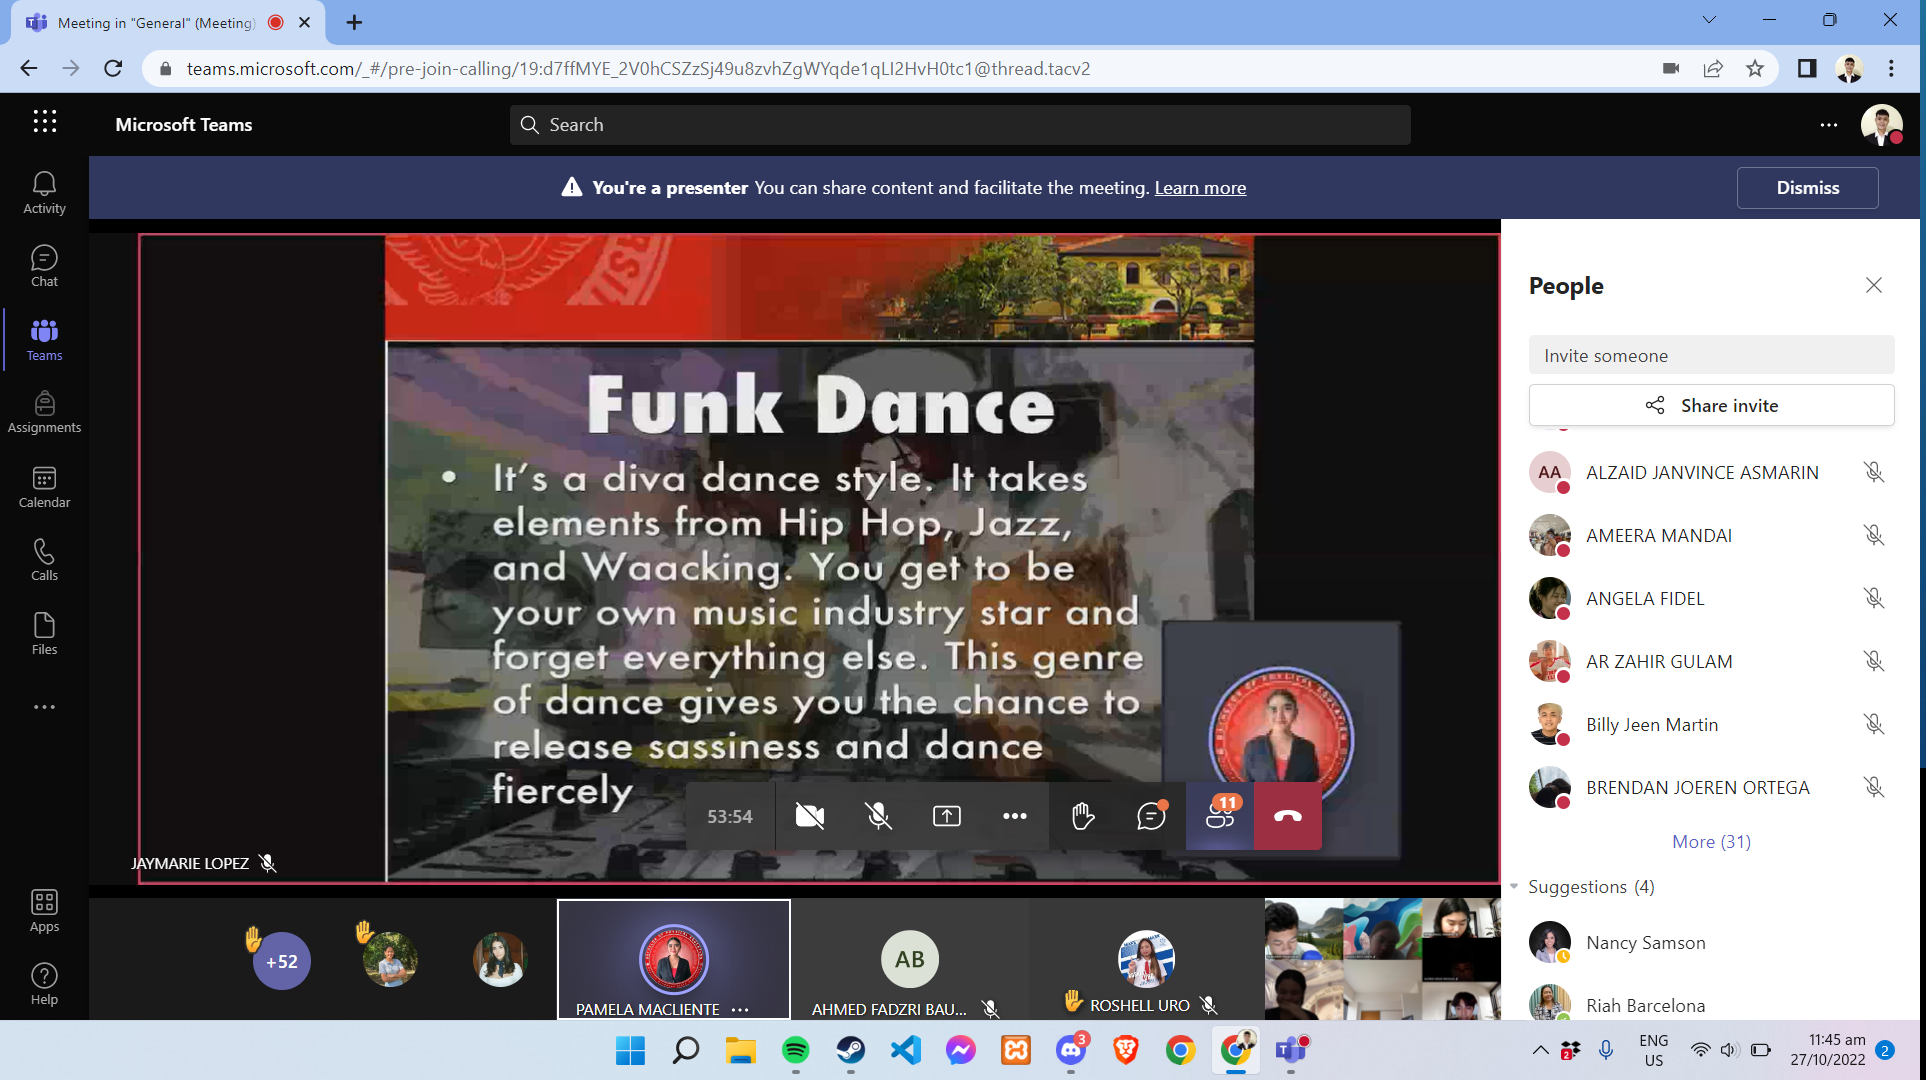 Meeting in "General" (Meeting)
teams.microsoft.com/_#/pre-join-calling/19:d7ffMYE_2V0hCSZzSj49u8zvhZgWYqde1qLI2HvH0tc1@thread.tacv2
Microsoft Teams
Search
You're a presenter You can share content and facilitate the meeting. Learn more
Dismiss
Activity
Chat
Teams
Assignments
Calendar
Calls
Files
Apps
Help
Funk Dance
• It's a diva dance style. It takes
elements from Hip Hop, Jazz,
and Waacking. You get to be
your own music industry star and
forget everything else. This genre
of dance gives you the chance to
release sassiness and dance
fiercely
53:54
11
JAYMARIE LOPEZ
+52
PAMELA MACLIENTE
AB
AHMED FADZRI BAU...
ROSHELL URO
People
Invite someone
Share invite
AA
ALZAID JANVINCE ASMARIN
AMEERA MANDAI
ANGELA FIDEL
AR ZAHIR GULAM
Billy Jeen Martin
BRENDAN JOEREN ORTEGA
More (31)
Suggestions (4)
Nancy Samson
Riah Barcelona
3
2
ENG
US
11:45 am
27/10/2022
2